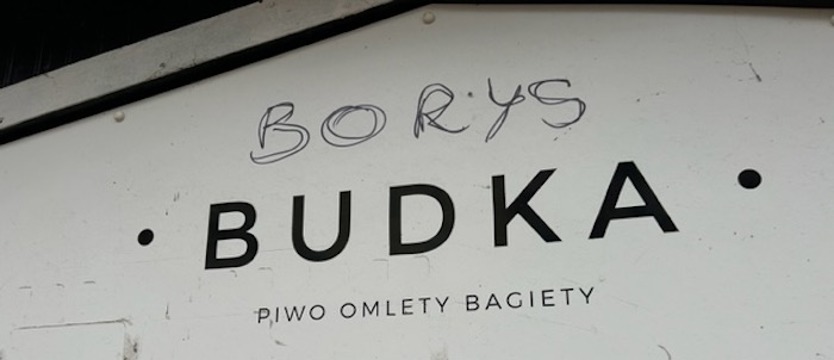 BORYS
• BUDKA •
PIWO OMLETY BAGIETY